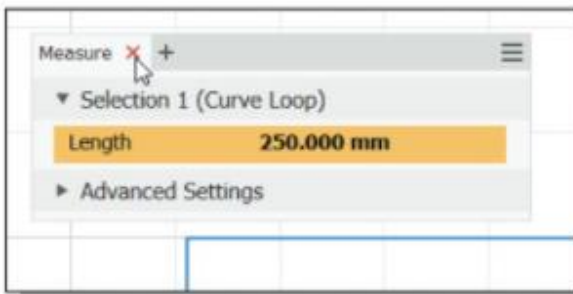 Measure
Selection 1 (Curve Loop)
Length 250.000 mm
Advanced Settings